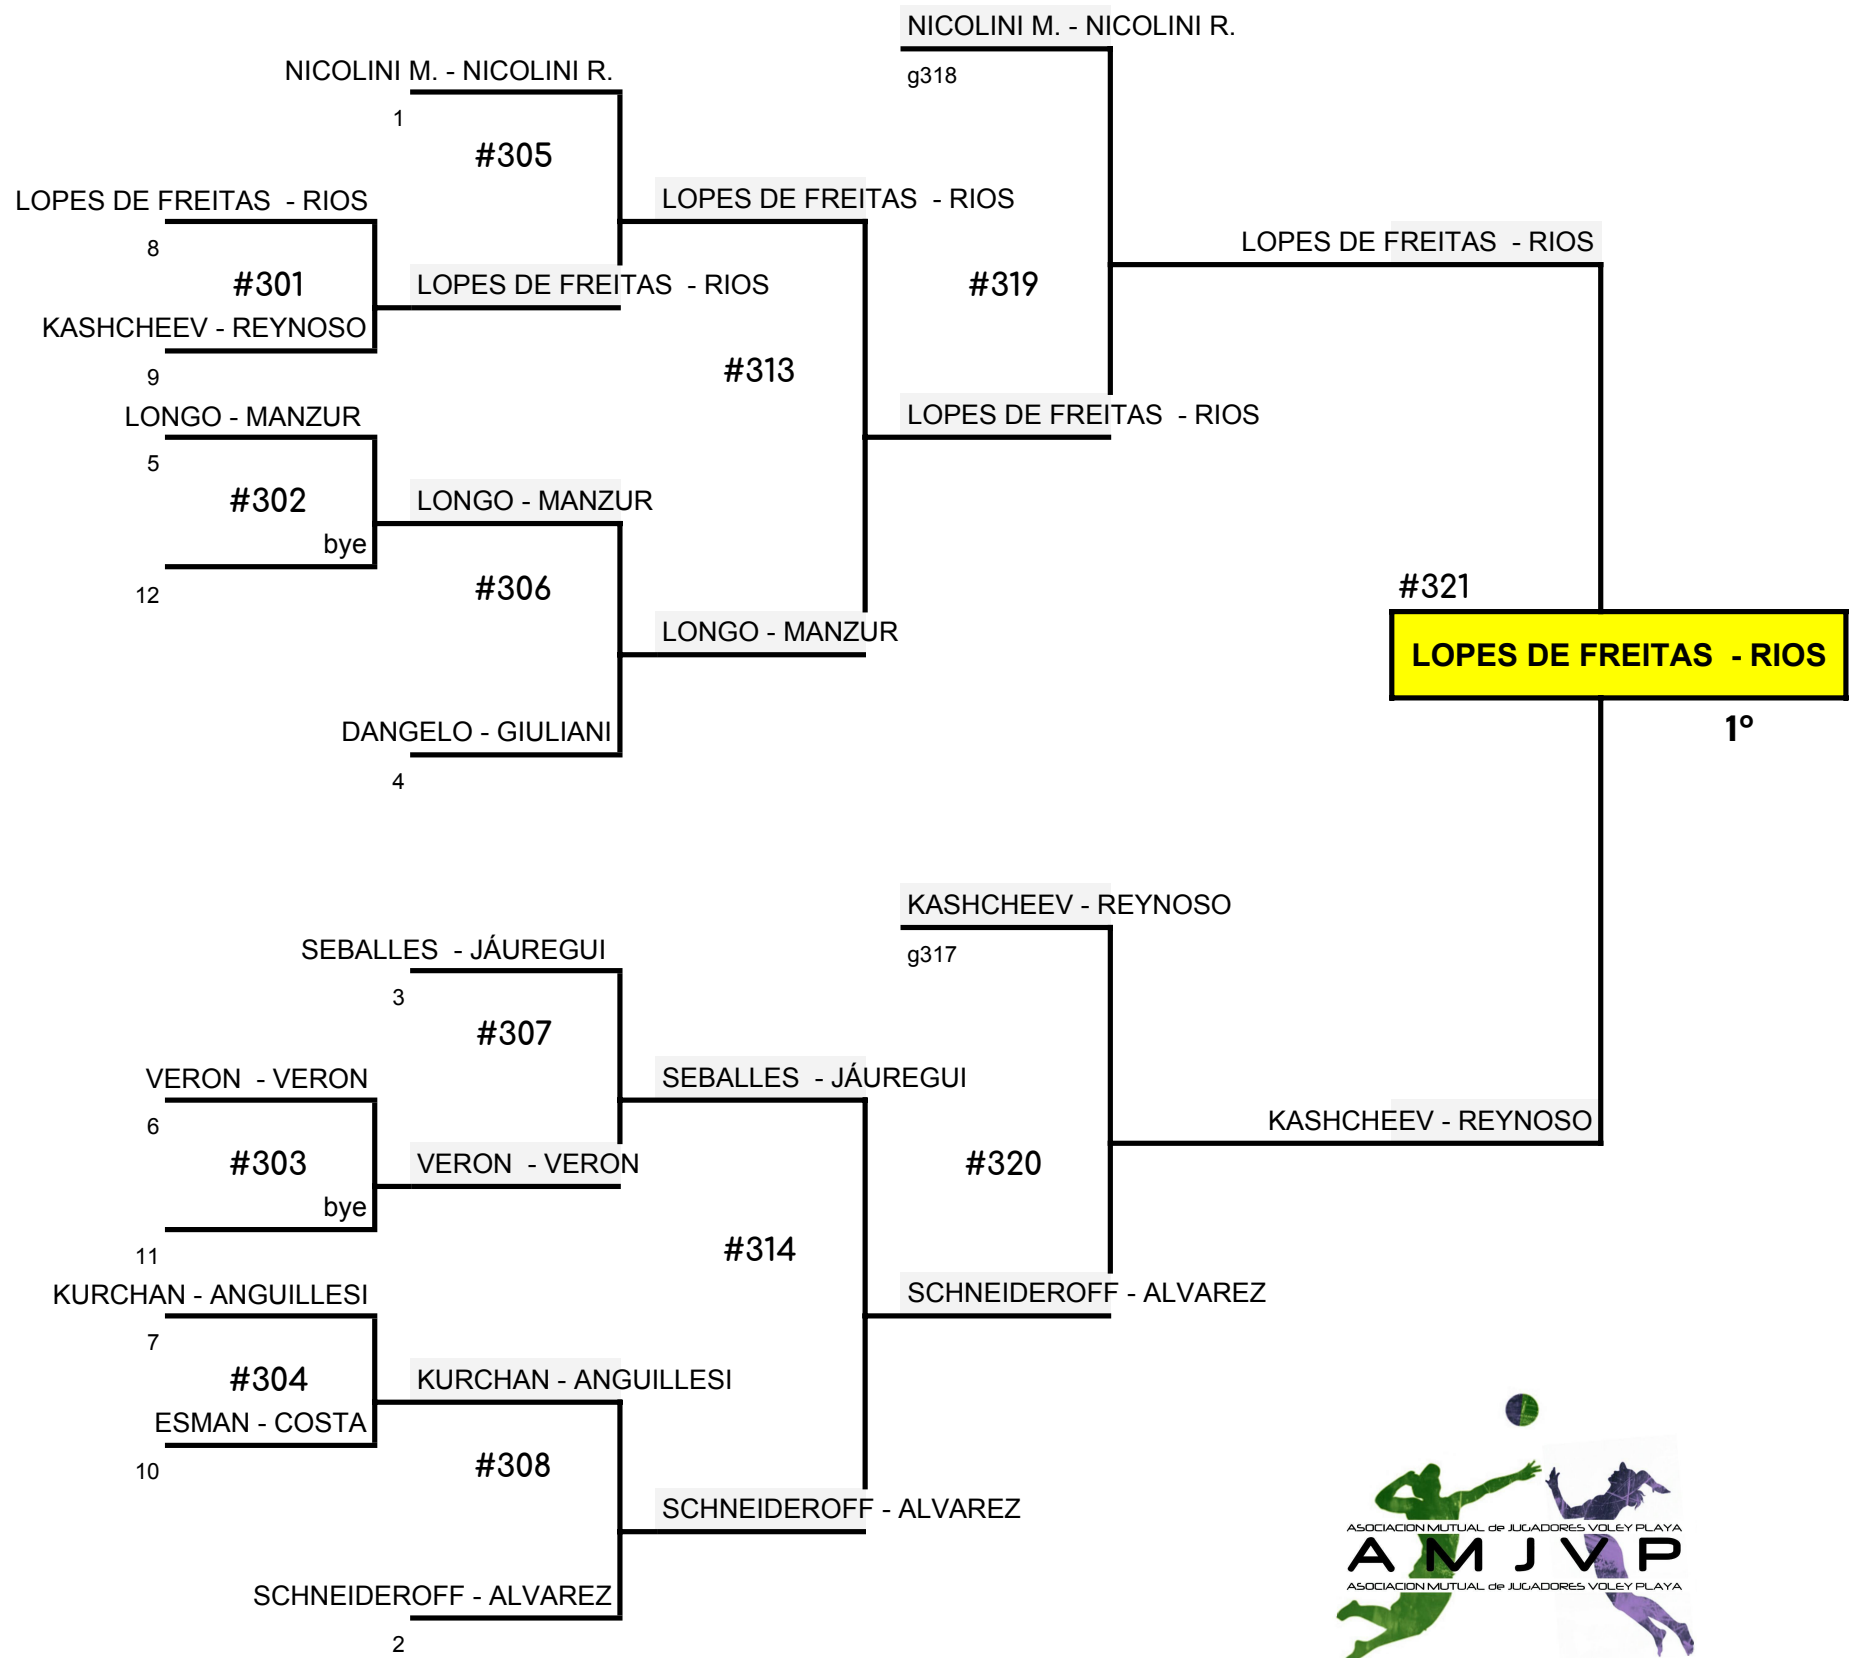 NICOLINI M. - NICOLINI R.
g318
NICOLINI M. - NICOLINI R.
1
#305
LOPES DE FREITAS  - RIOS
8
LOPES DE FREITAS  - RIOS
LOPES DE FREITAS  - RIOS
#301
LOPES DE FREITAS  - RIOS
#319
KASHCHEEV - REYNOSO
9
#313
LONGO - MANZUR
5
LOPES DE FREITAS  - RIOS
#302
LONGO - MANZUR
bye
12
#306
#321
LONGO - MANZUR
LOPES DE FREITAS  - RIOS
1º
DANGELO - GIULIANI
4
KASHCHEEV - REYNOSO
g317
SEBALLES  - JÁUREGUI
3
#307
VERON  - VERON
6
SEBALLES  - JÁUREGUI
KASHCHEEV - REYNOSO
#303
VERON  - VERON
#320
bye
11
#314
KURCHAN - ANGUILLESI
7
SCHNEIDEROFF - ALVAREZ
#304
KURCHAN - ANGUILLESI
ESMAN - COSTA
10
#308
SCHNEIDEROFF - ALVAREZ
SCHNEIDEROFF - ALVAREZ
2
ASOCIACION MUTUAL de JUGADORES VOLEY PLAYA
AMJVP
ASOCIACION MUTUAL de JUGADORES VOLEY PLAYA